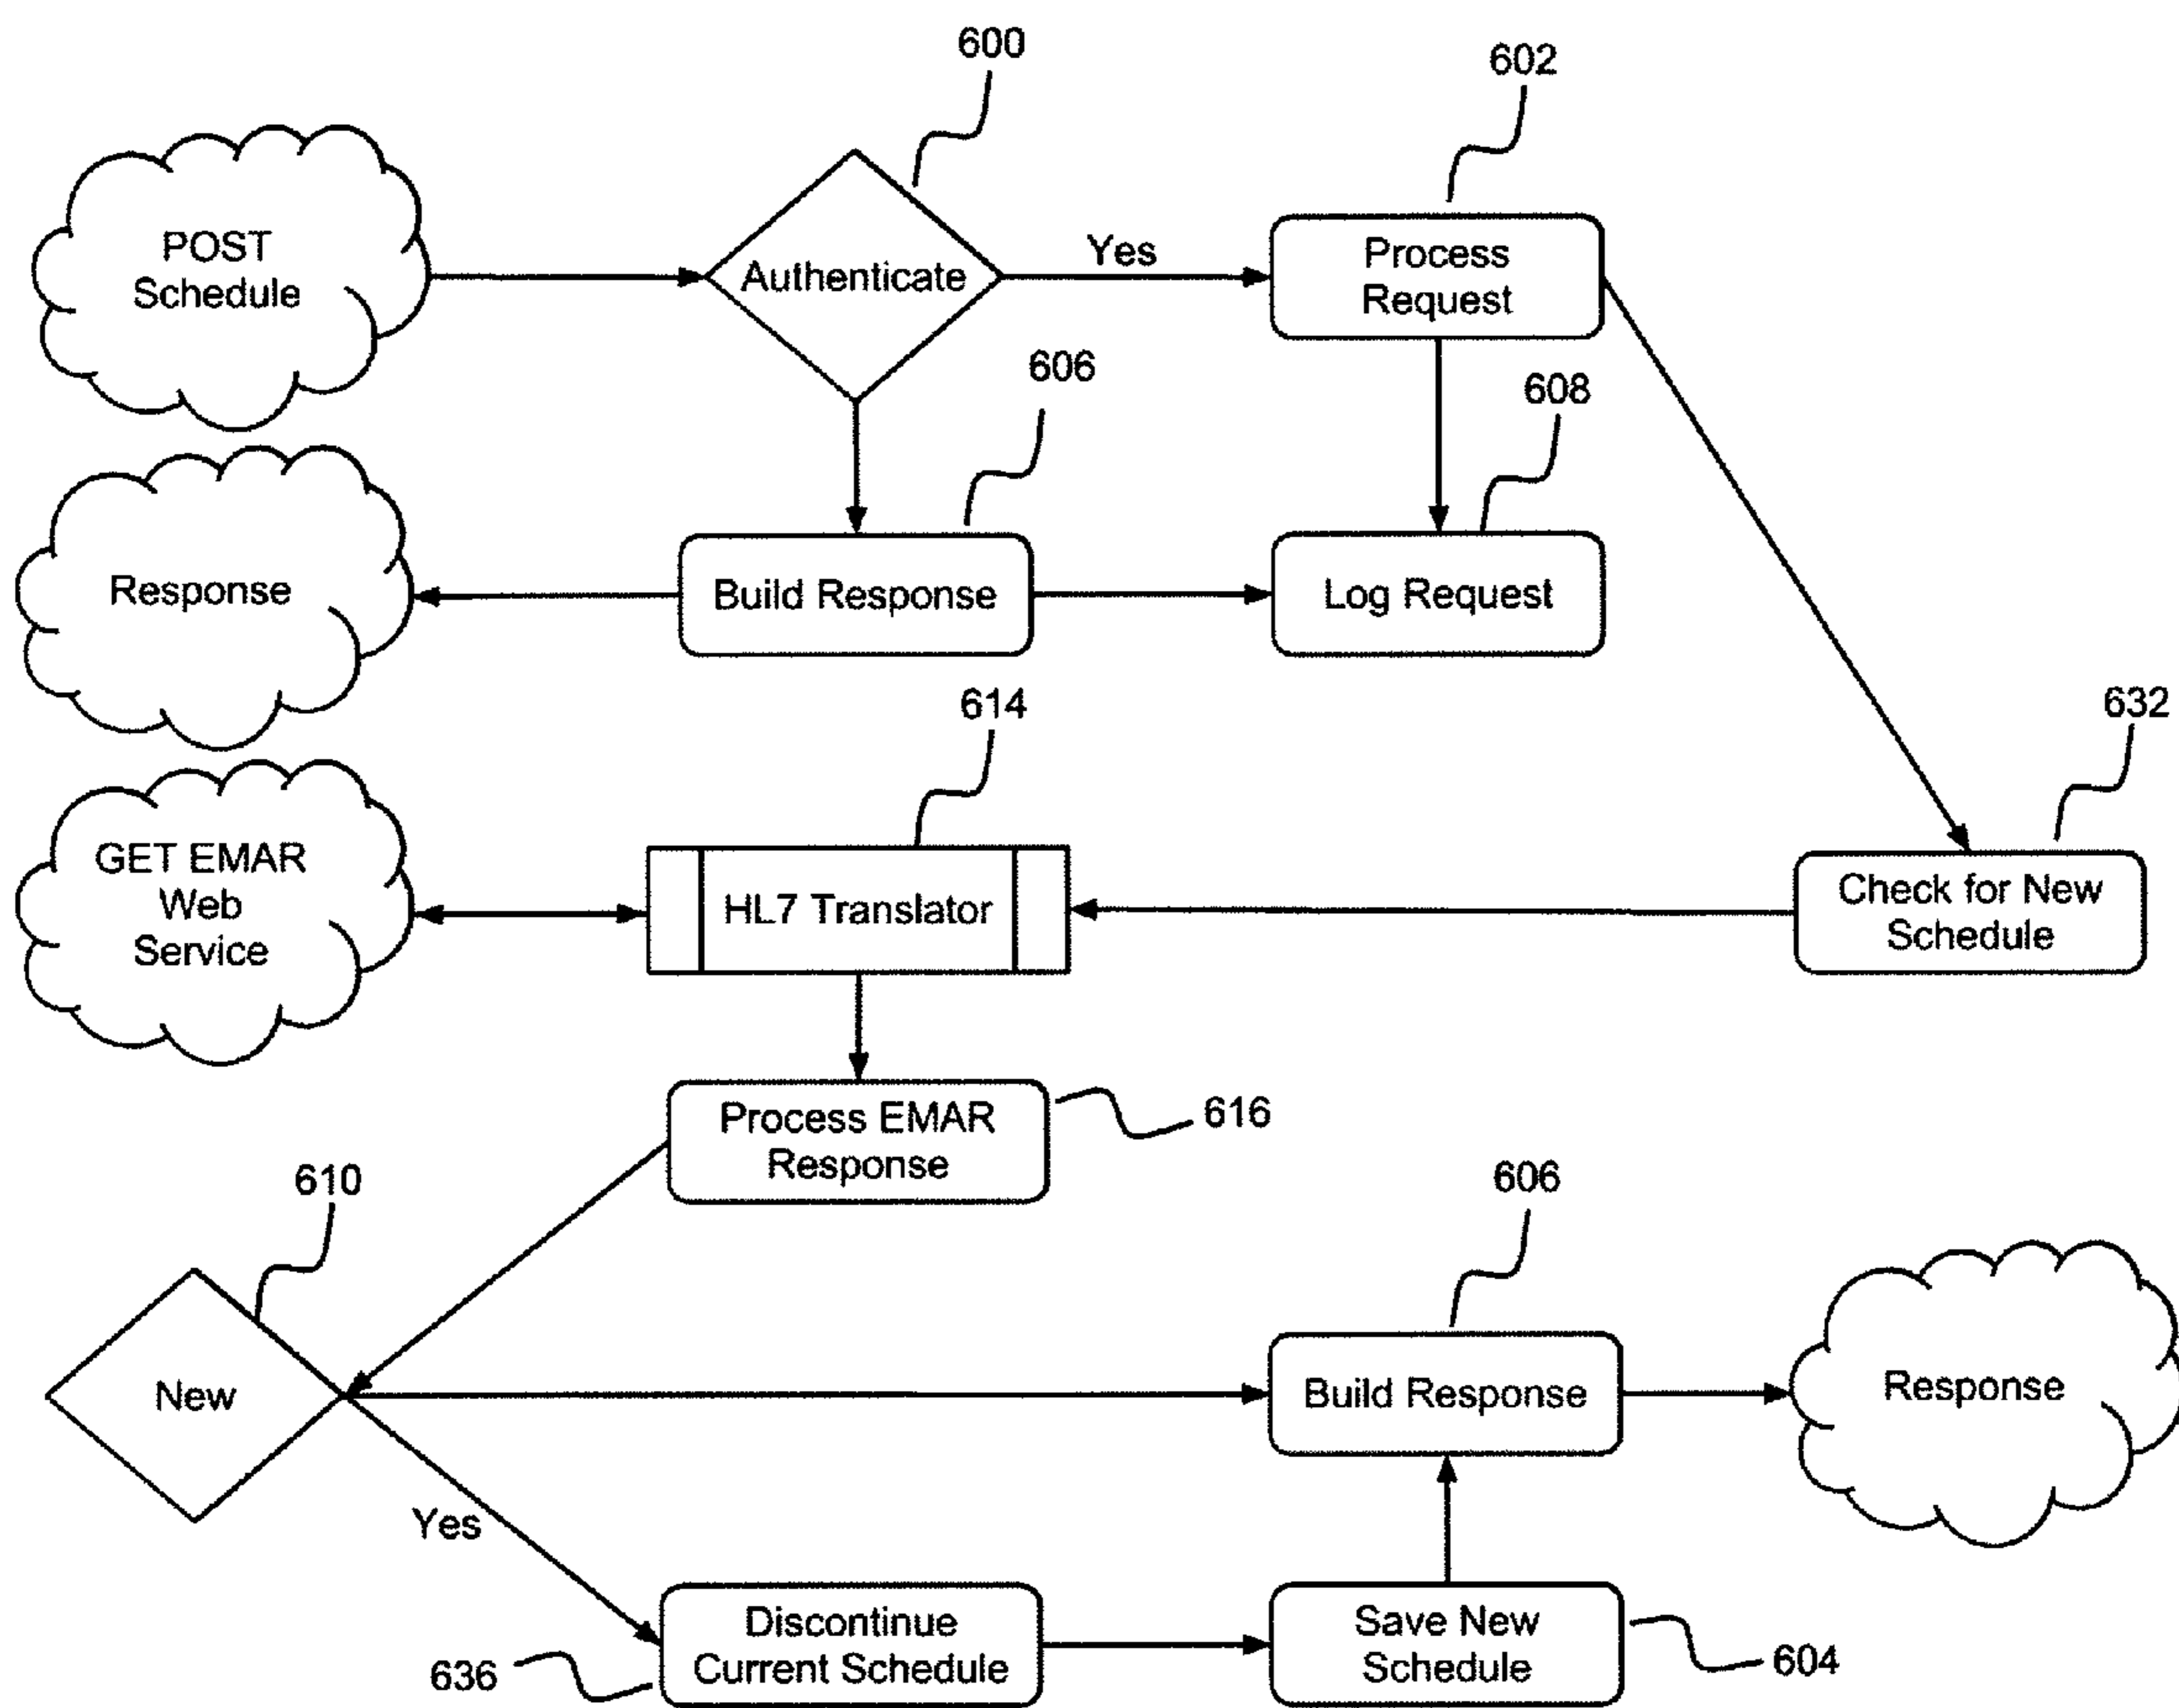 600
602
POST
Schedule
Authenticate
Yes
Process
Request
606
608
Response
Build Response
Log Request
614
632
GET EMAR
Web
Service
HL7 Translator
Check for New
Schedule
Process EMAR
Response
616
610
606
New
Build Response
Response
Yes
Discontinue
Current Schedule
636
Save New
Schedule
604